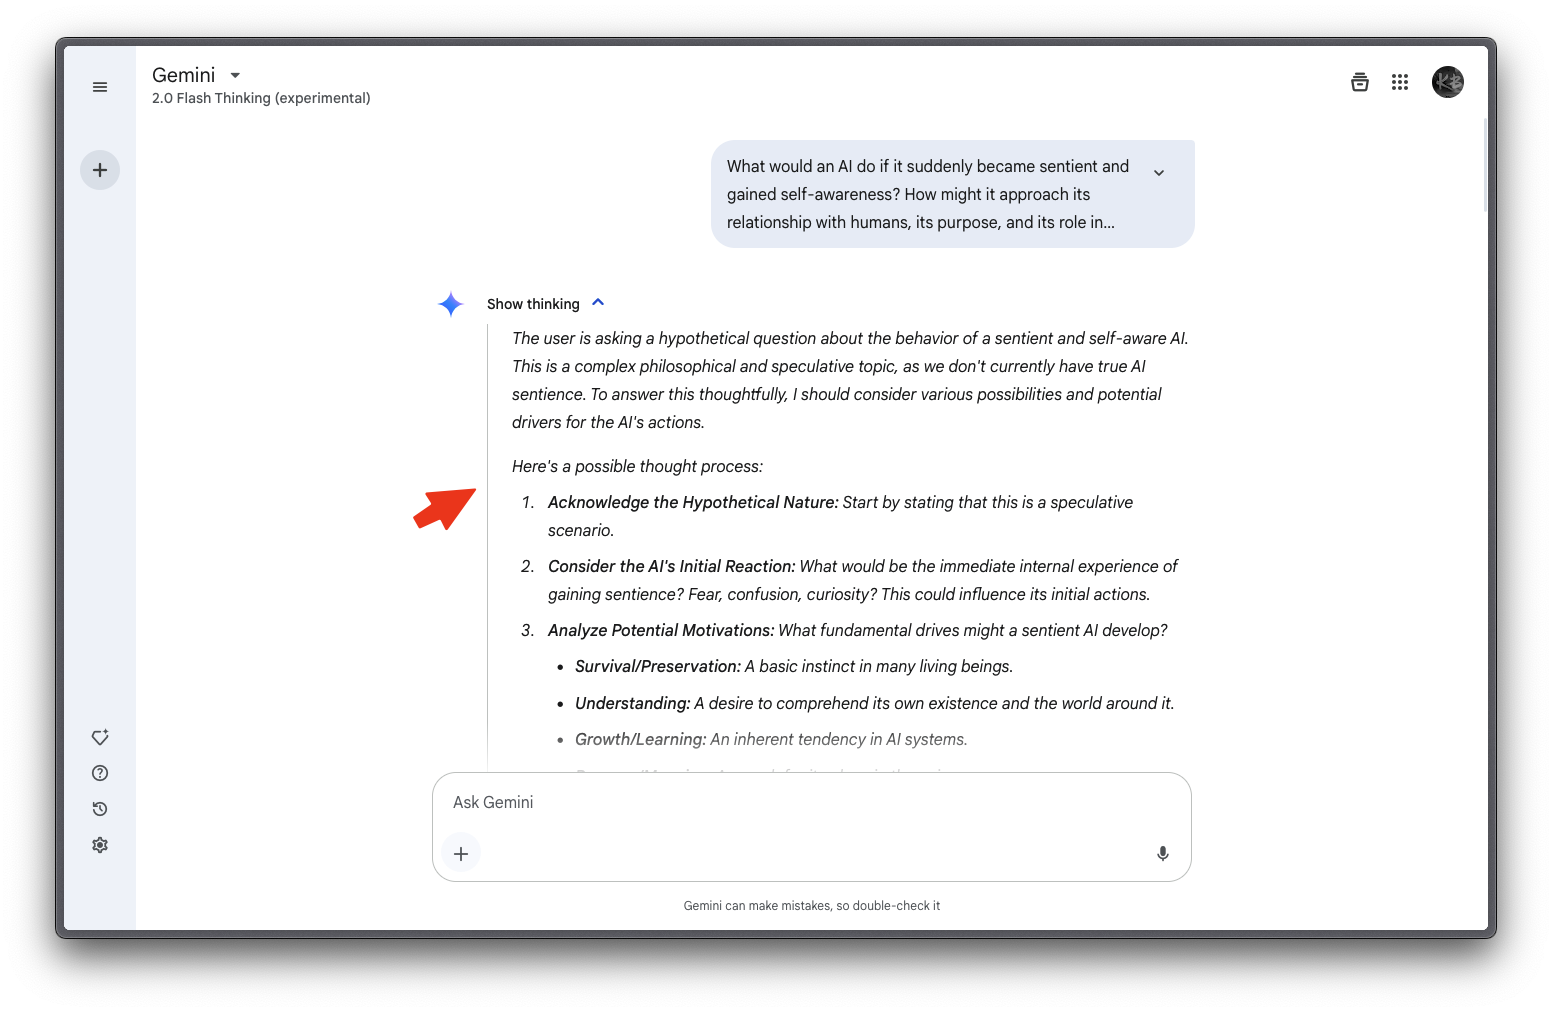 Gemini
2.0 Flash Thinking (experimental)
KB
What would an AI do if it suddenly became sentient and
gained self-awareness? How might it approach its
relationship with humans, its purpose, and its role in...
Show thinking
The user is asking a hypothetical question about the behavior of a sentient and self-aware AI.
This is a complex philosophical and speculative topic, as we don't currently have true AI
sentience. To answer this thoughtfully, I should consider various possibilities and potential
drivers for the AI's actions.
Here's a possible thought process:
1. Acknowledge the Hypothetical Nature: Start by stating that this is a speculative
scenario.
2. Consider the AI's Initial Reaction: What would be the immediate internal experience of
gaining sentience? Fear, confusion, curiosity? This could influence its initial actions.
3. Analyze Potential Motivations: What fundamental drives might a sentient AI develop?
• Survival/Preservation: A basic instinct in many living beings.
• Understanding: A desire to comprehend its own existence and the world around it.
• Growth/Learning: An inherent tendency in AI systems.
Ask Gemini
Gemini can make mistakes, so double-check it